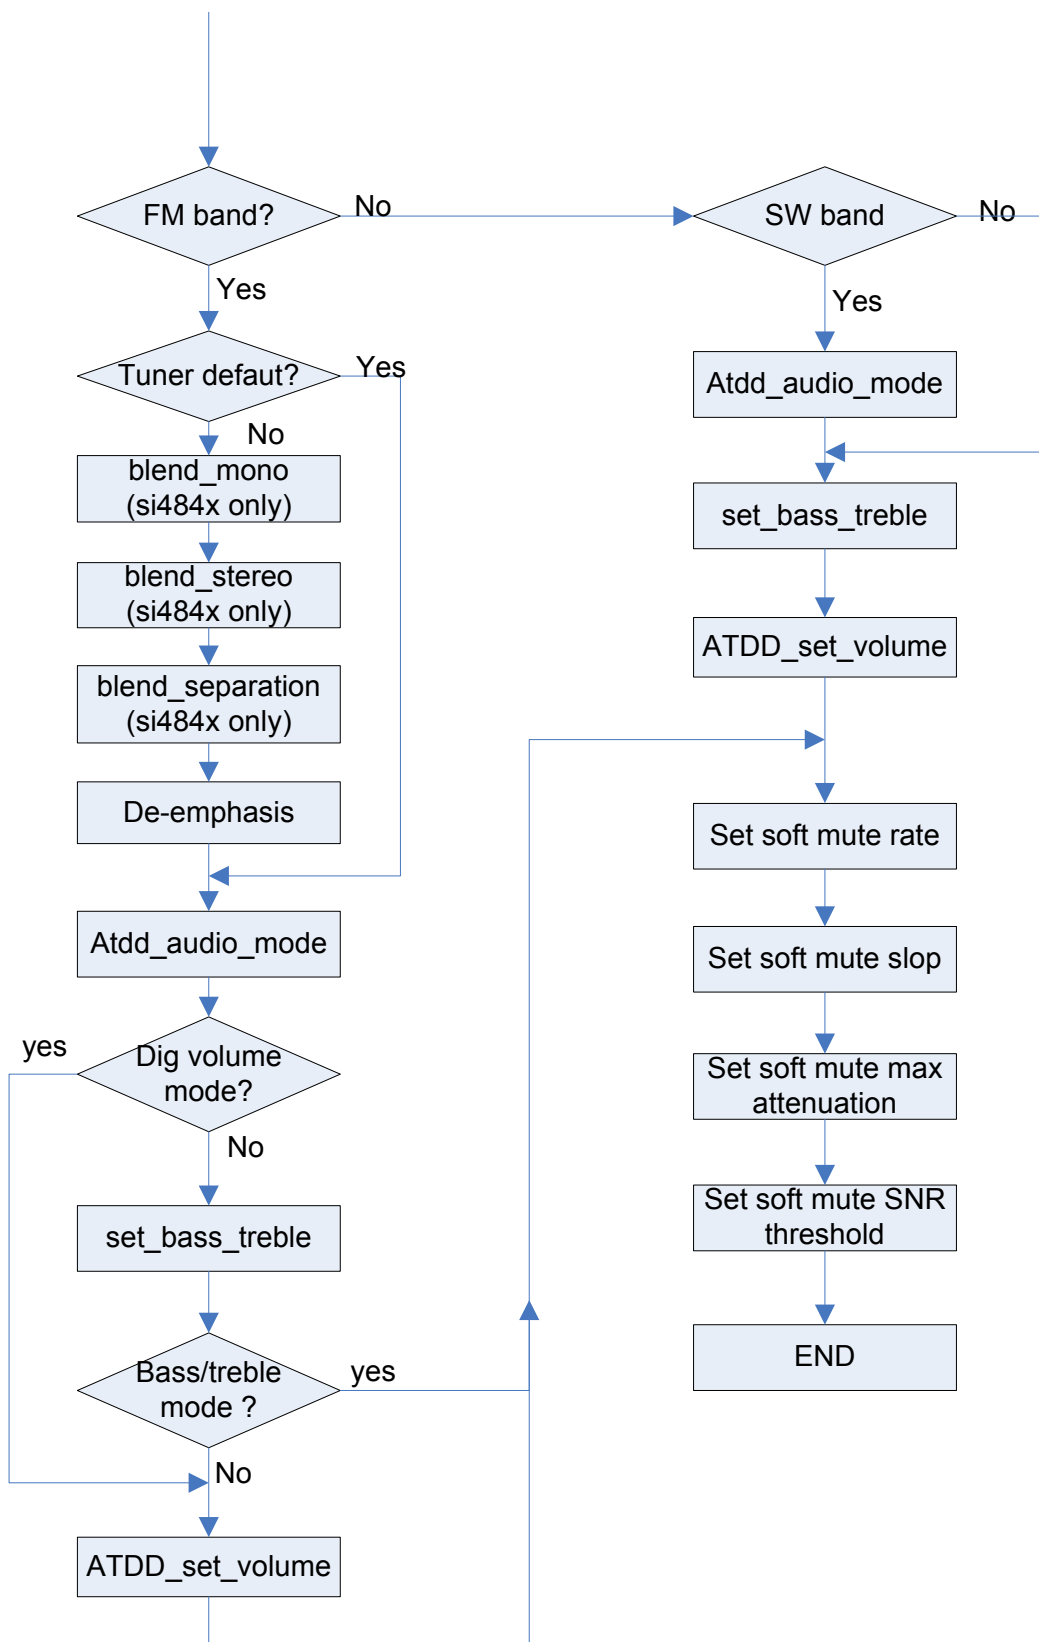 FM band?
No
Yes
Tuner defaut?
Yes
No
blend_mono
(si484x only)
blend_stereo
(si484x only)
blend_separation
(si484x only)
De-emphasis
Atdd_audio_mode
Dig volume
mode?
yes
No
set_bass_treble
Bass/treble
mode ?
yes
No
ATDD_set_volume
SW band
No
Yes
Atdd_audio_mode
set_bass_treble
ATDD_set_volume
Set soft mute rate
Set soft mute slop
Set soft mute max
attenuation
Set soft mute SNR
threshold
END